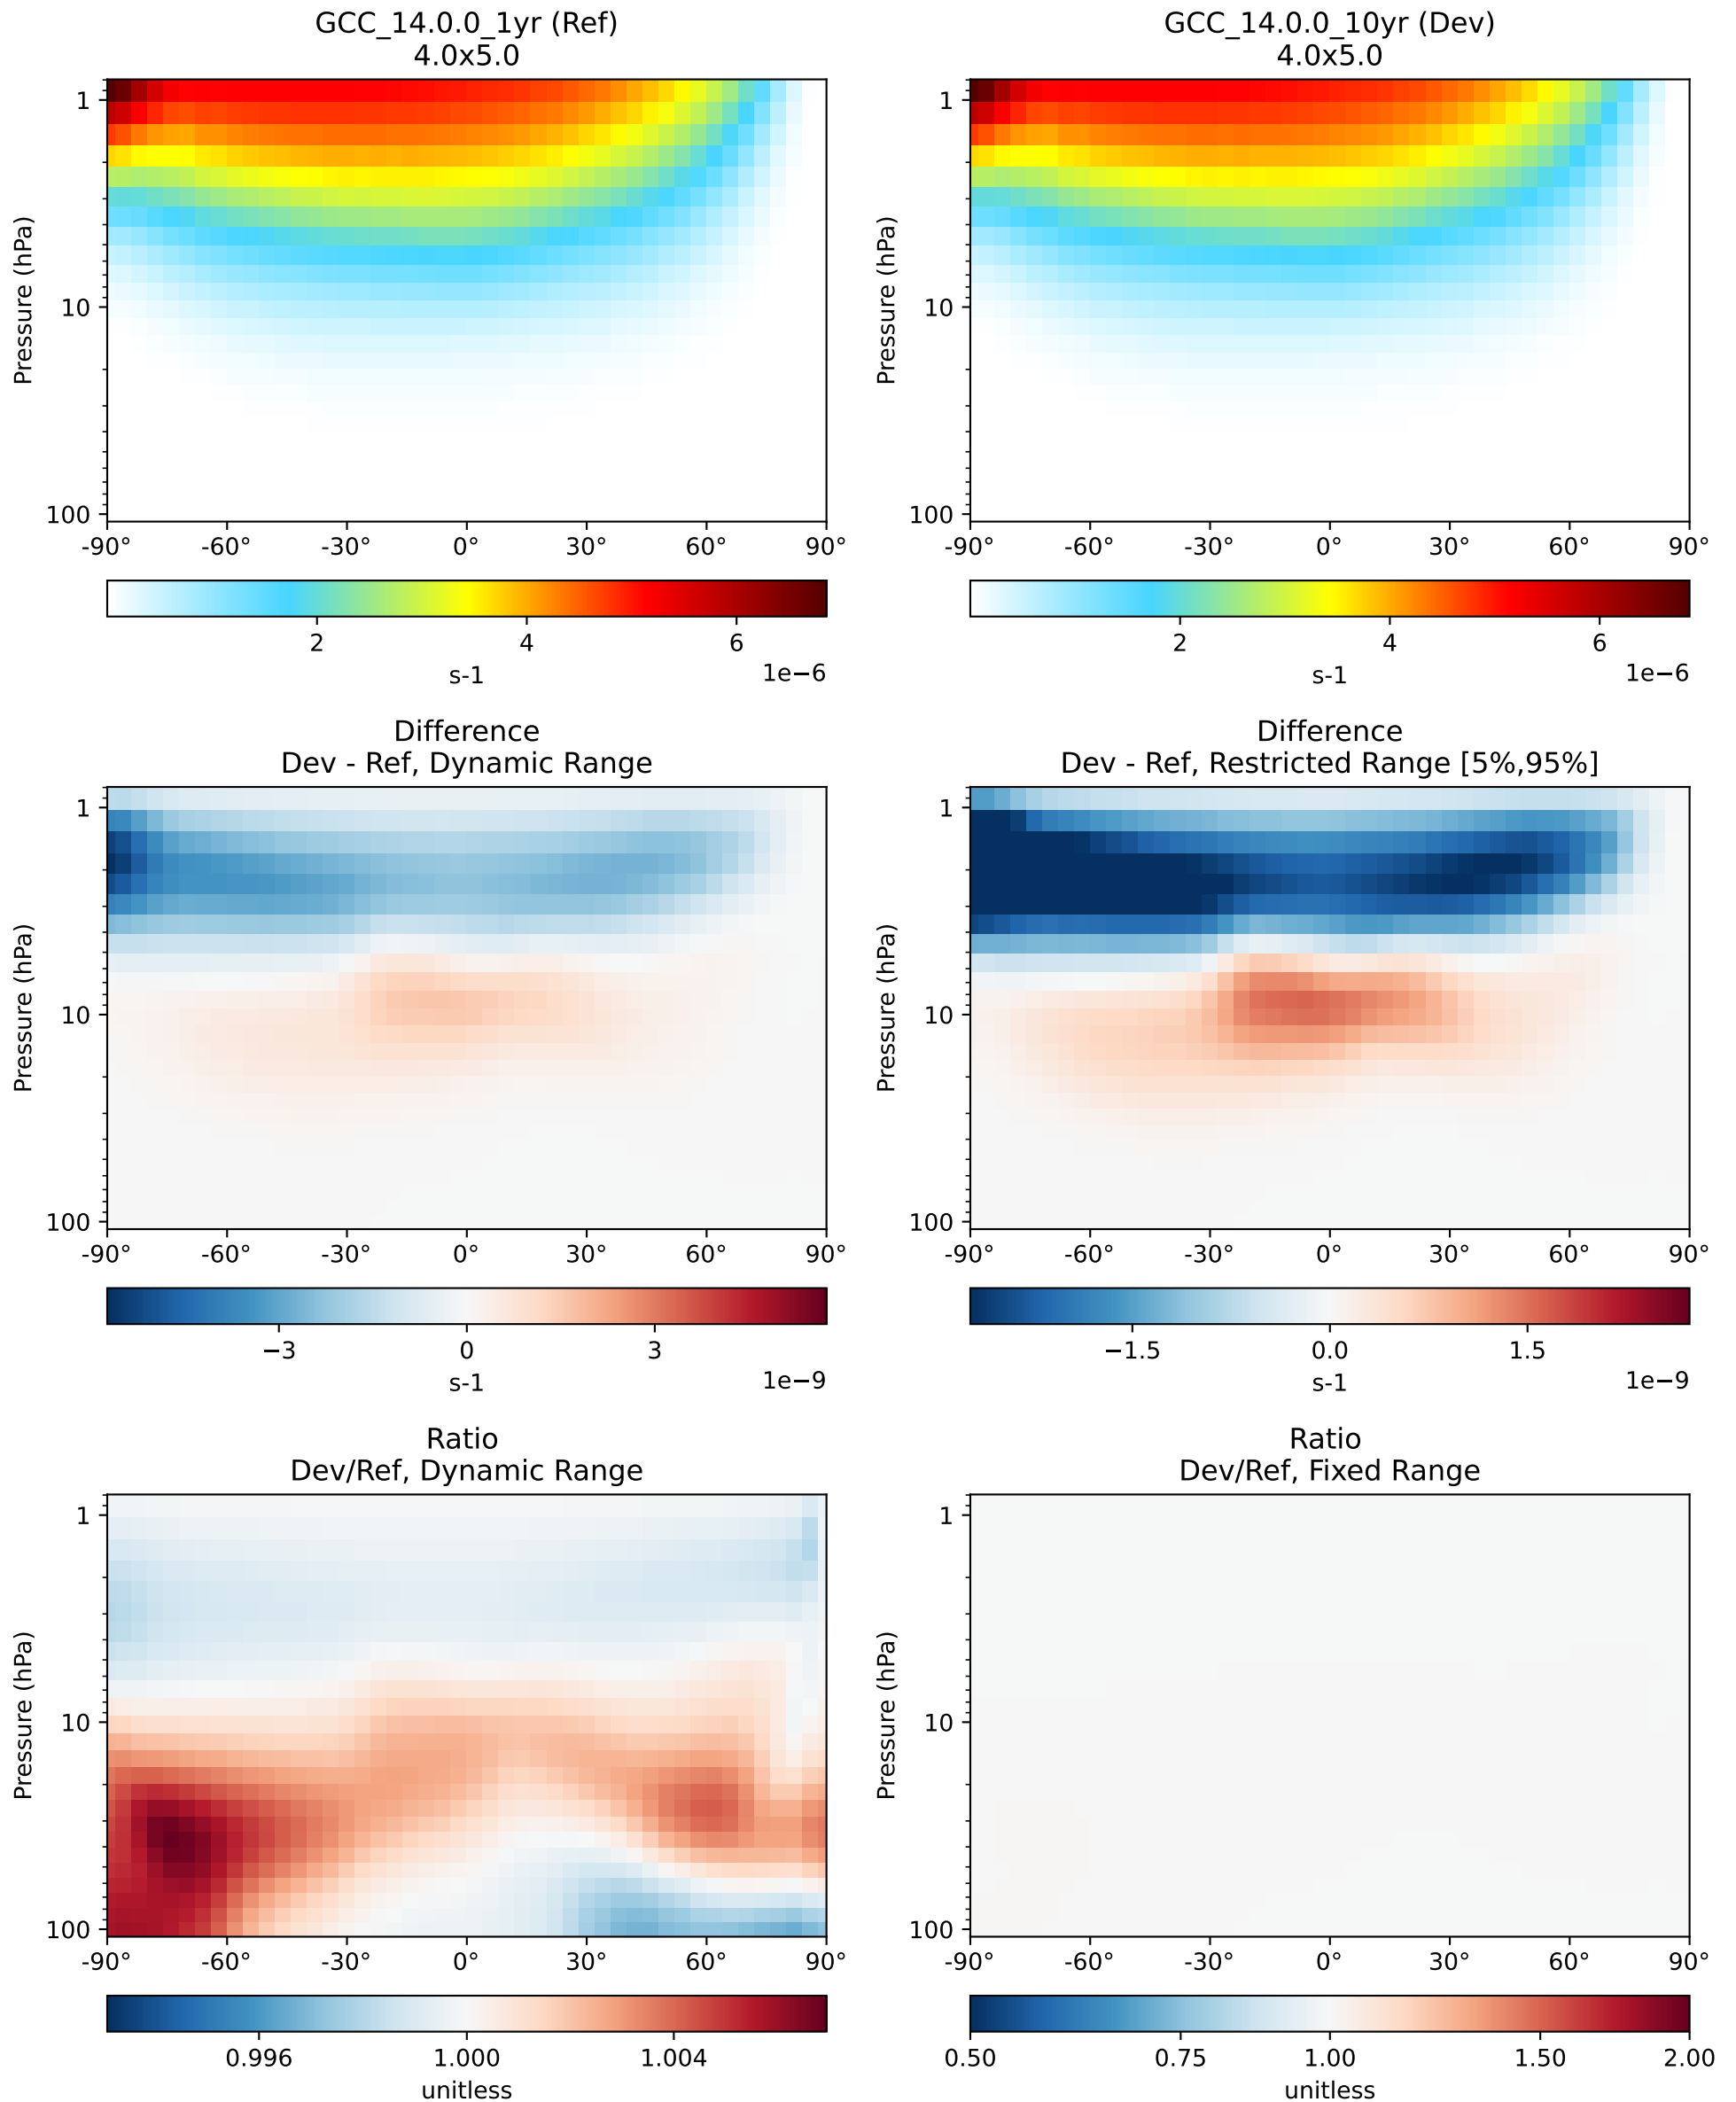 GCC_14.0.0_1yr (Ref)
4.0x5.0
Pressure (hPa)
1
10
100
-90° -60° -30° 0° 30° 60° 90°
2 4 6
s-1
1e−6
GCC_14.0.0_10yr (Dev)
4.0x5.0
Pressure (hPa)
1
10
100
-90° -60° -30° 0° 30° 60° 90°
2 4 6
s-1
1e−6
Difference
Dev - Ref, Dynamic Range
Pressure (hPa)
1
10
100
-90° -60° -30° 0° 30° 60° 90°
−3 0 3
s-1
1e−9
Difference
Dev - Ref, Restricted Range [5%,95%]
Pressure (hPa)
1
10
100
-90° -60° -30° 0° 30° 60° 90°
−1.5 0.0 1.5
s-1
1e−9
Ratio
Dev/Ref, Dynamic Range
Pressure (hPa)
1
10
100
-90° -60° -30° 0° 30° 60° 90°
0.996 1.000 1.004
unitless
Ratio
Dev/Ref, Fixed Range
Pressure (hPa)
1
10
100
-90° -60° -30° 0° 30° 60° 90°
0.50 0.75 1.00 1.50 2.00
unitless